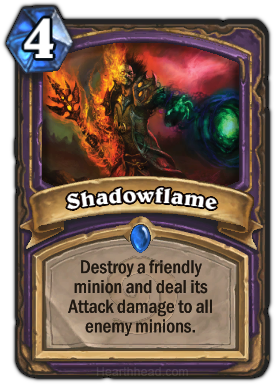 4
Shadowflame
Destroy a friendly
minion and deal its
Attack damage to all
enemy minions.
Hearthhead.com